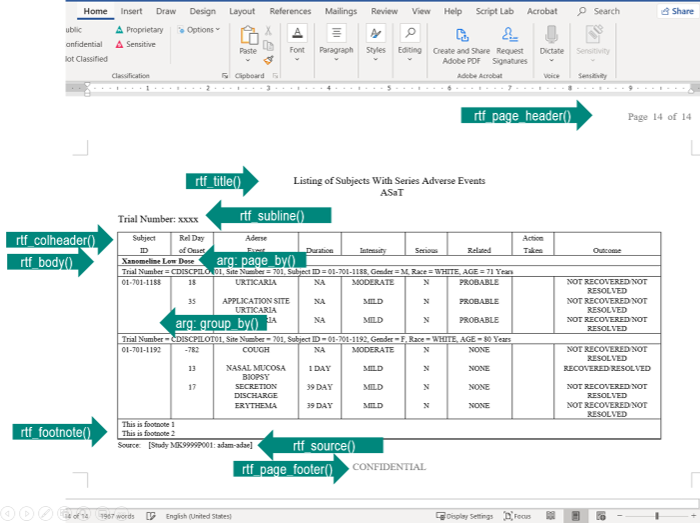 Home Insert Draw Design Layout References Mailings Review View Help Script Lab Acrobat Search Share
ublic Proprietary Options
onfidential Sensitive
lot Classified
Paste Font Paragraph Styles Editing Create and Share Adobe PDF Request Signatures Dictate Sensitivity
Classification Clipboard Adobe Acrobat Voice Sensitivity
1 2 3 4 5 6 7 8 9
rtf_page_header() Page 14 of 14
rtf_title() Listing of Subjects With Series Adverse Events
ASaT
Trial Number: xxxx rtf_subline()
rtf_colheader() Subject Rel Day Aderse Action
ID of Onset Event Duration Intensity Serious Related Taken Outcome
rtf_body() Xanomeline Low Dose arg: page_by()
Trial Number = CDISCPILOT01, Site Number = 701, Subject ID = 01-701-1188, Gender = M, Race = WHITE, AGE = 71 Years
01-701-1188 18 URTICARIA NA MODERATE N PROBABLE NOT RECOVERED/NOT
RESOLVED
35 APPLICATION SITE NA MILD N PROBABLE NOT RECOVERED/NOT
URTICARIA RESOLVED
arg: group_by() IA NA MILD N PROBABLE NOT RECOVERED/NOT
RESOLVED
Trial Number = CDISCPILOT01, Site Number = 701, Subject ID = 01-701-1192, Gender = F, Race = WHITE, AGE = 80 Years
01-701-1192 -782 COUGH NA MODERATE N NONE NOT RECOVERED/NOT
RESOLVED
13 NASAL MUCOSA 1 DAY MILD N NONE RECOVERED/RESOLVED
BIOPSY
17 SECRETION 39 DAY MILD N NONE NOT RECOVERED/NOT
DISCHARGE RESOLVED
ERYTHEMA 39 DAY MILD N NONE NOT RECOVERED/NOT
RESOLVED
This is footnote 1
rtf_footnote() This is footnote 2
Source: [Study MK9999P001: adam-adae] rtf_source()
rtf_page_footer() CONFIDENTIAL
of 14 1967 words English (United States) Display Settings Focus